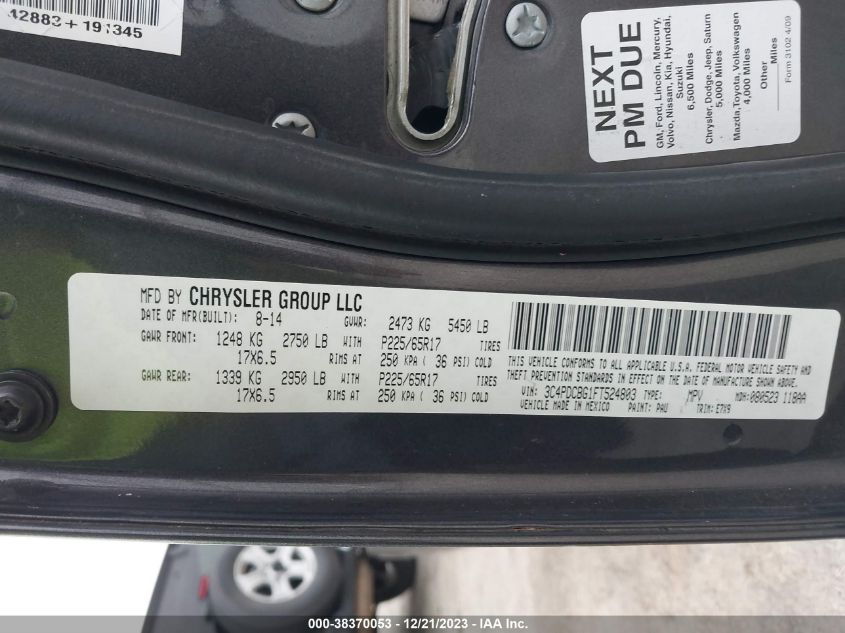 42883+191345
NEXT
PM DUE
GM, Ford, Lincoln, Mercury,
Volvo, Nissan, Kia, Hyundai,
Suzuki
6,500 Miles
Chrysler, Dodge, Jeep, Saturn
5,000 Miles
Mazda, Toyota, Volkswagen
4,000 Miles
Other
Miles
Form 3102 4/09
MFD BY CHRYSLER GROUP LLC
DATE OF MFR(BUILT): 8-14 GVWR: 2473 KG 5450 LB
GAWR FRONT: 1248 KG 2750 LB WITH P225/65R17 TIRES
17X6.5 RIMS AT 250 KPA ( 36 PSI) COLD
GAWR REAR: 1339 KG 2950 LB WITH P225/65R17 TIRES
17X6.5 RIMS AT 250 KPA ( 36 PSI) COLD
THIS VEHICLE CONFORMS TO ALL APPLICABLE U.S.A. FEDERAL MOTOR VEHICLE SAFETY AND
THEFT PREVENTION STANDARDS IN EFFECT ON THE DATE OF MANUFACTURE SHOWN ABOVE.
VIN: 3C4PDCBG1FT524803 TYPE: MPV MDH: 080523 118AA
VEHICLE MADE IN MEXICO PAINT: PAU TRIM: E7X9
000-38370053 - 12/21/2023 - IAAI.com